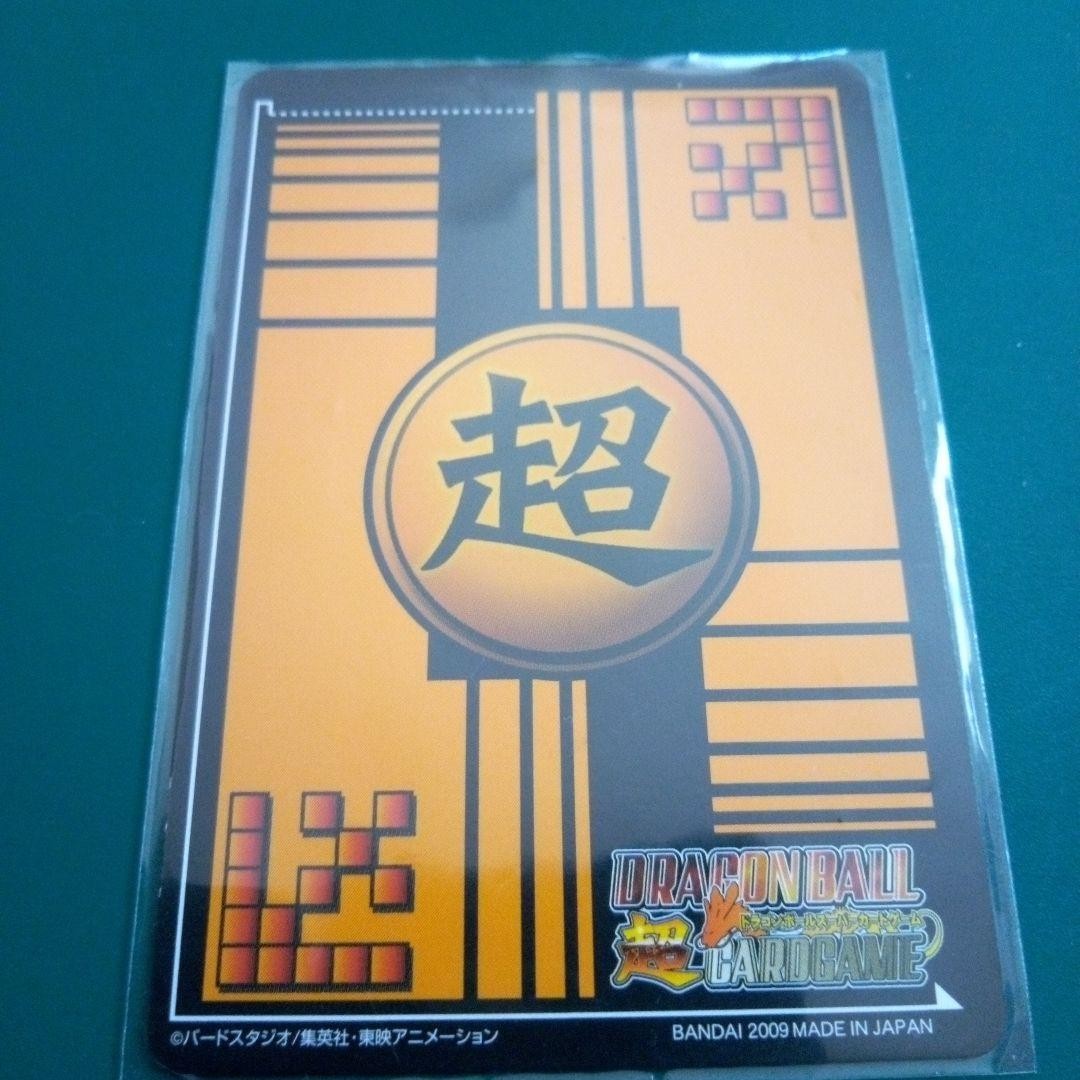 超
DRAGON BALL
ドラゴンボールスーパーカードゲーム
超 CARDGAME
©バードスタジオ/集英社・東映アニメーション
BANDAI 2009 MADE IN JAPAN